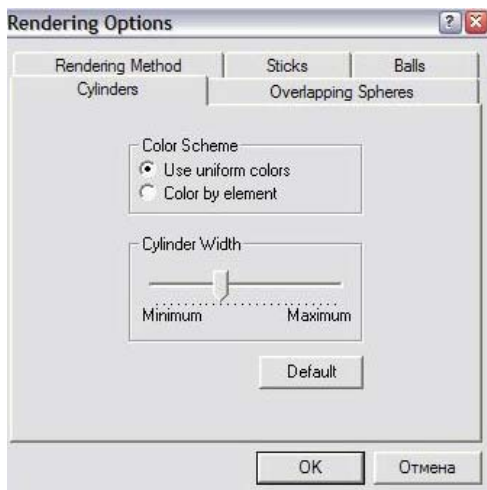 Rendering Options
Rendering Method Sticks Balls
Cylinders Overlapping Spheres
Color Scheme
Use uniform colors
Color by element
Cylinder Width
Minimum Maximum
Default
OK Отмена